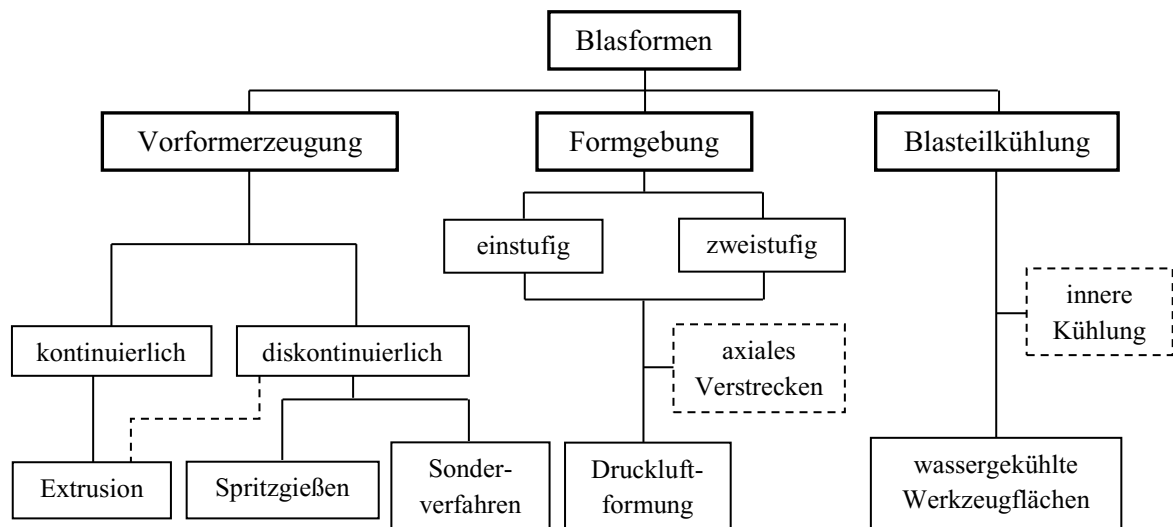 Blasformen
Vorformerzeugung
Formgebung
Blasteilkühlung
einstufig
zweistufig
innere
Kühlung
kontinuierlich
diskontinuierlich
axiales
Verstrecken
Extrusion
Spritzgießen
Sonder-
verfahren
Druckluft-
formung
wassergekühlte
Werkzeugflächen